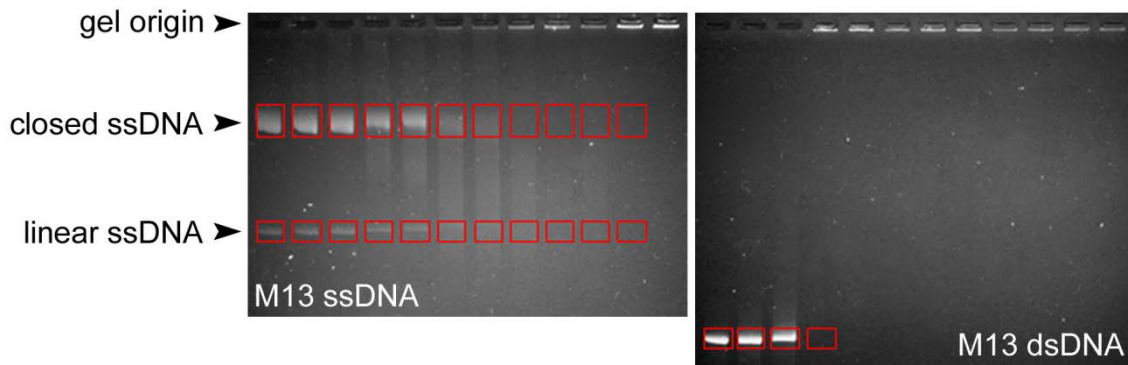 gel origin
closed ssDNA
linear ssDNA
M13 ssDNA
M13 dsDNA